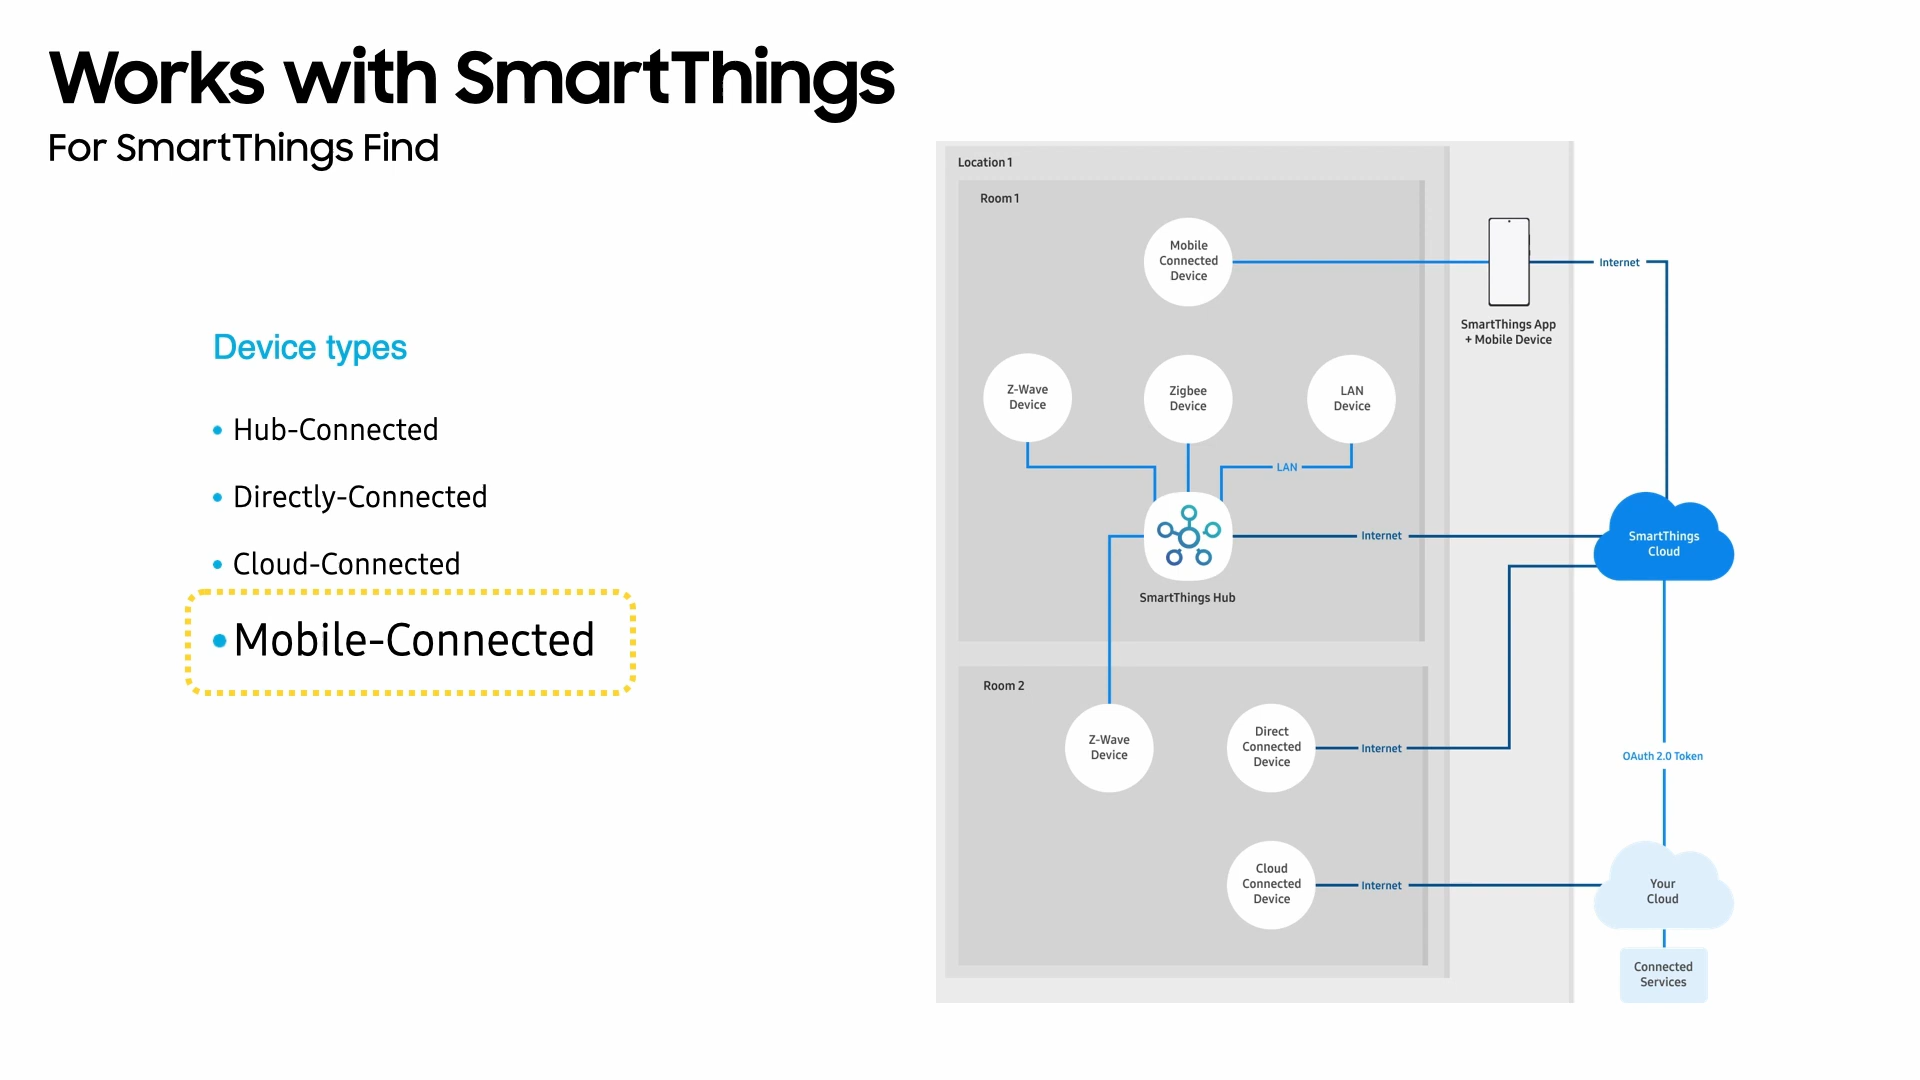 Works with SmartThings
For SmartThings Find
Device types
Hub-Connected
Directly-Connected
Cloud-Connected
Mobile-Connected
Location 1
Room 1
Mobile
Connected
Device
Internet
SmartThings App
+ Mobile Device
Z-Wave
Device
Zigbee
Device
LAN
Device
LAN
Internet
SmartThings
Cloud
SmartThings Hub
Room 2
Z-Wave
Device
Direct
Connected
Device
Internet
OAuth 2.0 Token
Cloud
Connected
Device
Internet
Your
Cloud
Connected
Services